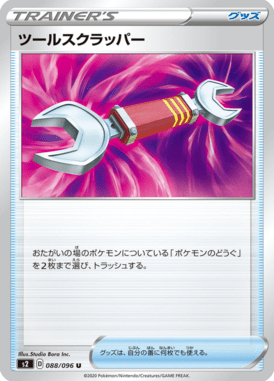 TRAINER'S グッズ
ツールスクラッパー
おたがいの場のポケモンについている「ポケモンのどうぐ」
を2枚まで選び、トラッシュする。
Illus.Studio Bora Inc.
s2 D 088/096 U
グッズは、自分の番に何枚でも使える。
©2020 Pokémon/Nintendo/Creatures/GAME FREAK.